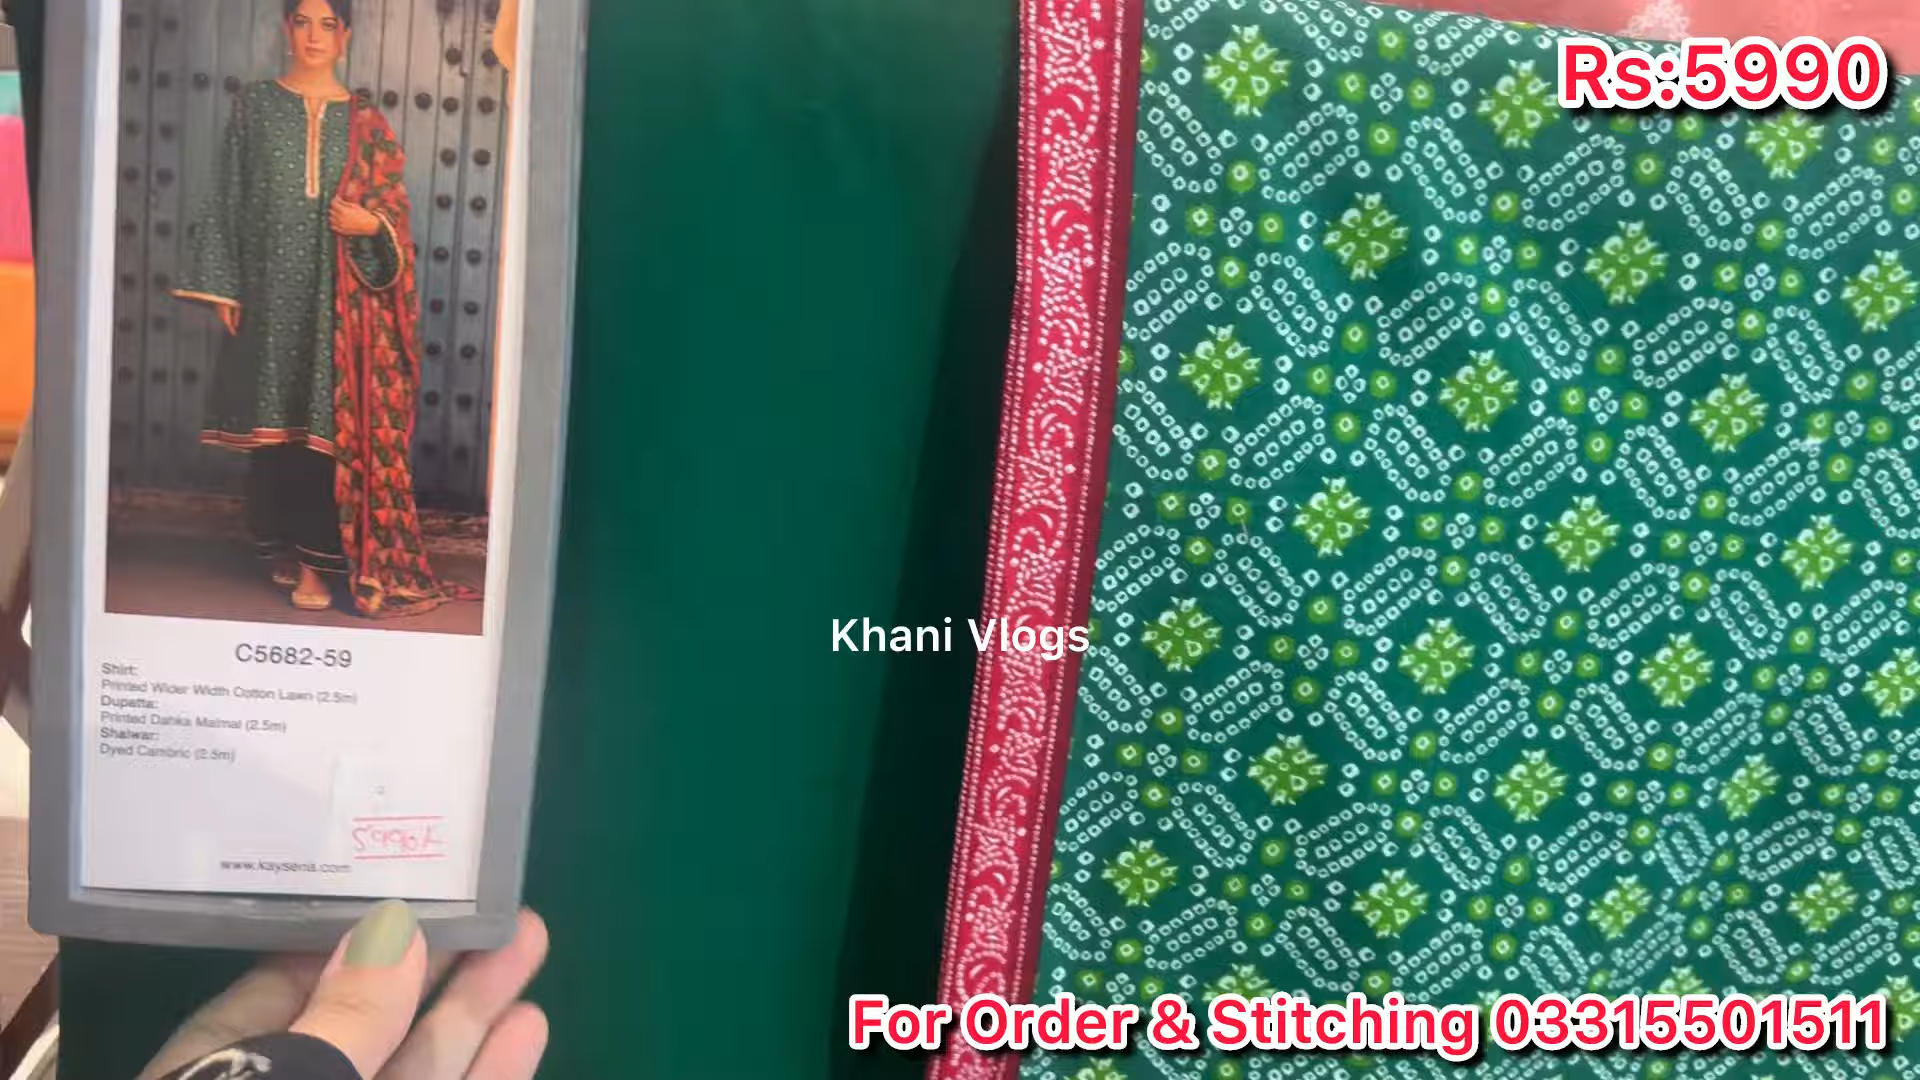 Rs:5990
C5682-59
Shirt:
Printed Wider Width Cotton Lawn (2.5m)
Dupatta:
Printed Dahka Malmal (2.5m)
Shalwar:
Dyed Cambric (2.5m)
5990/-
www.kayseria.com
Khani Vlogs
For Order & Stitching 03315501511